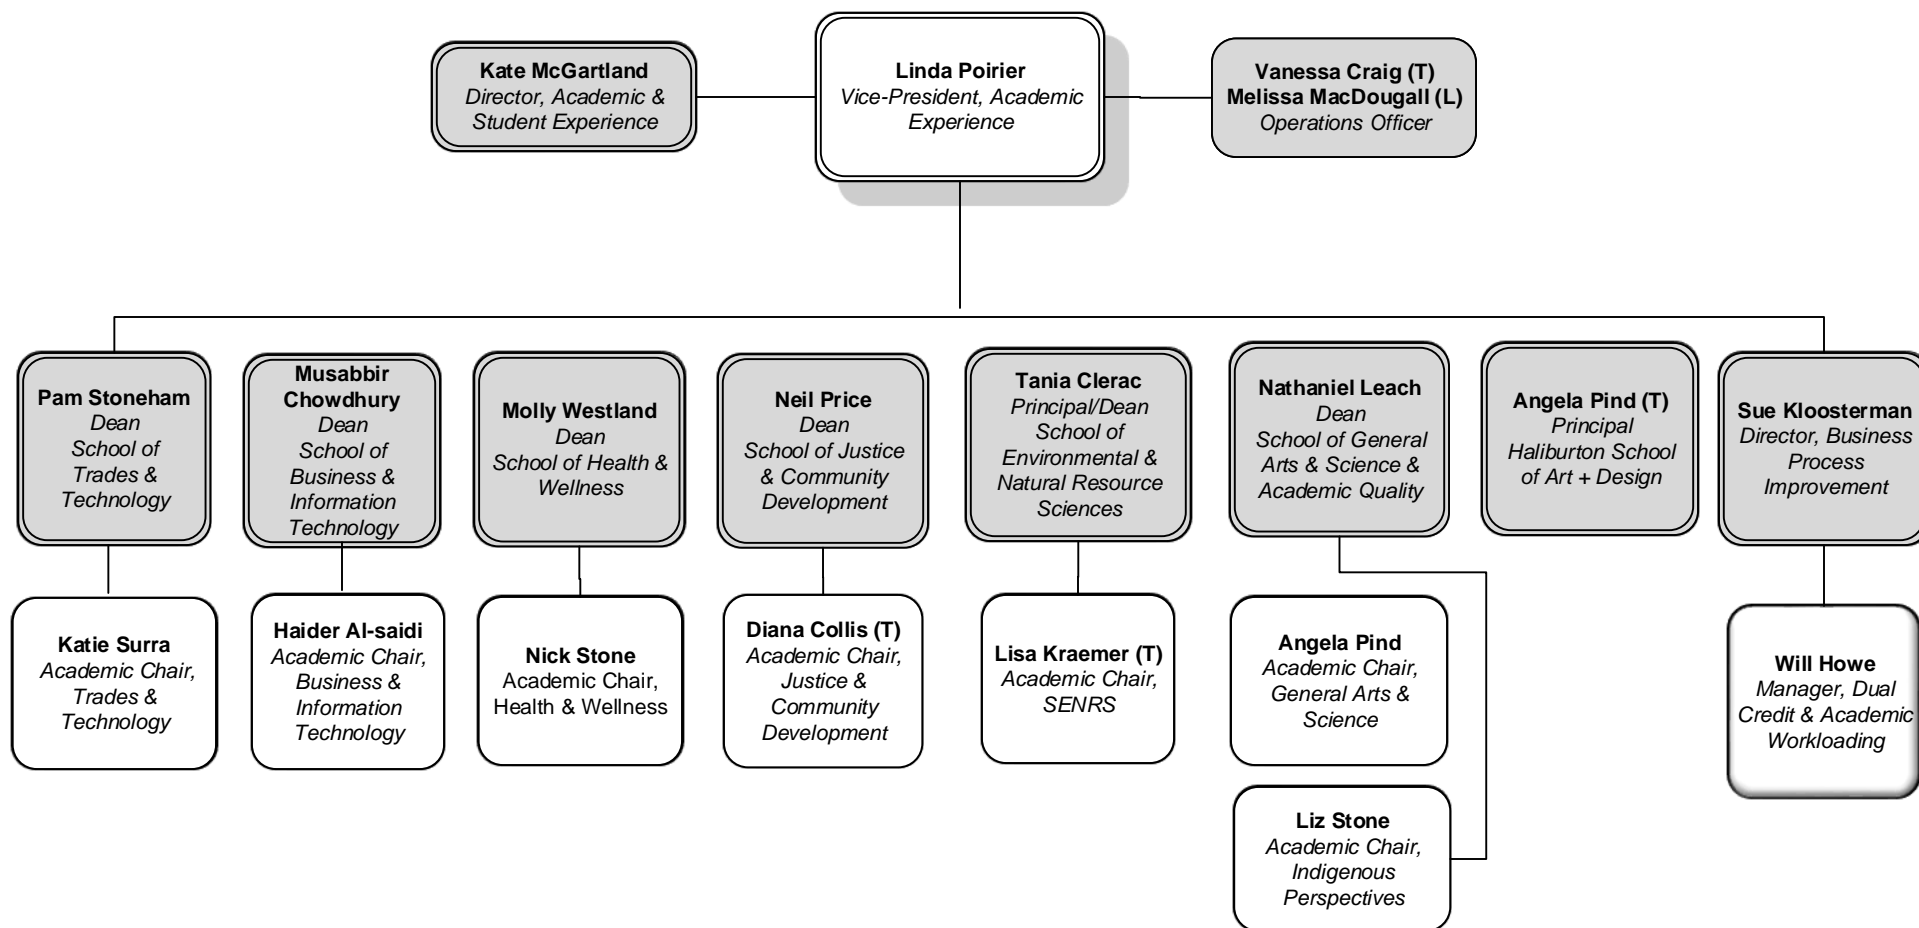 Kate McGartland
Director, Academic &
Student Experience
Linda Poirier
Vice-President, Academic
Experience
Vanessa Craig (T)
Melissa MacDougall (L)
Operations Officer
Pam Stoneham
Dean
School of
Trades &
Technology
Musabbir
Chowdhury
Dean
School of
Business &
Information
Technology
Molly Westland
Dean
School of Health &
Wellness
Neil Price
Dean
School of Justice
& Community
Development
Tania Clerac
Principal/Dean
School of
Environmental &
Natural Resource
Sciences
Nathaniel Leach
Dean
School of General
Arts & Science &
Academic Quality
Angela Pind (T)
Principal
Haliburton School
of Art + Design
Sue Kloosterman
Director, Business
Process
Improvement
Katie Surra
Academic Chair,
Trades &
Technology
Haider Al-saidi
Academic Chair,
Business &
Information
Technology
Nick Stone
Academic Chair,
Health & Wellness
Diana Collis (T)
Academic Chair,
Justice &
Community
Development
Lisa Kraemer (T)
Academic Chair,
SENRS
Angela Pind
Academic Chair,
General Arts &
Science
Will Howe
Manager, Dual
Credit & Academic
Workloading
Liz Stone
Academic Chair,
Indigenous
Perspectives